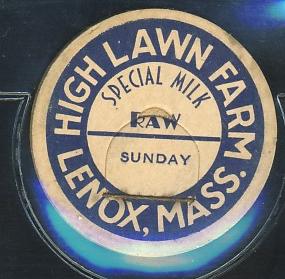 HIGH LAWN FARM
SPECIAL MILK
RAW
SUNDAY
LENOX, MASS.